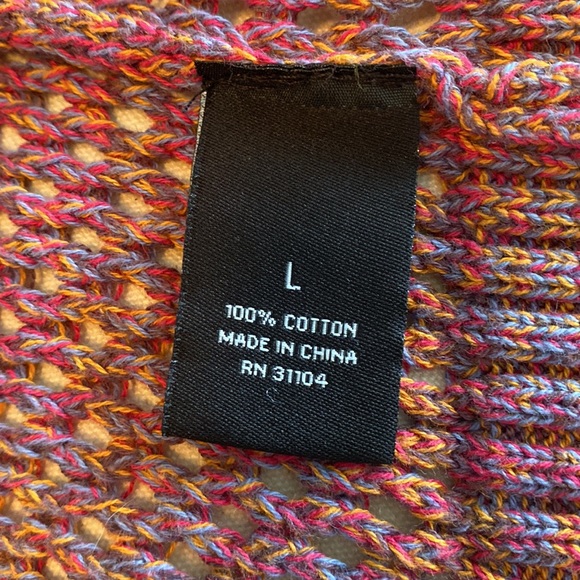 L
100% COTTON
MADE IN CHINA
RN 31104